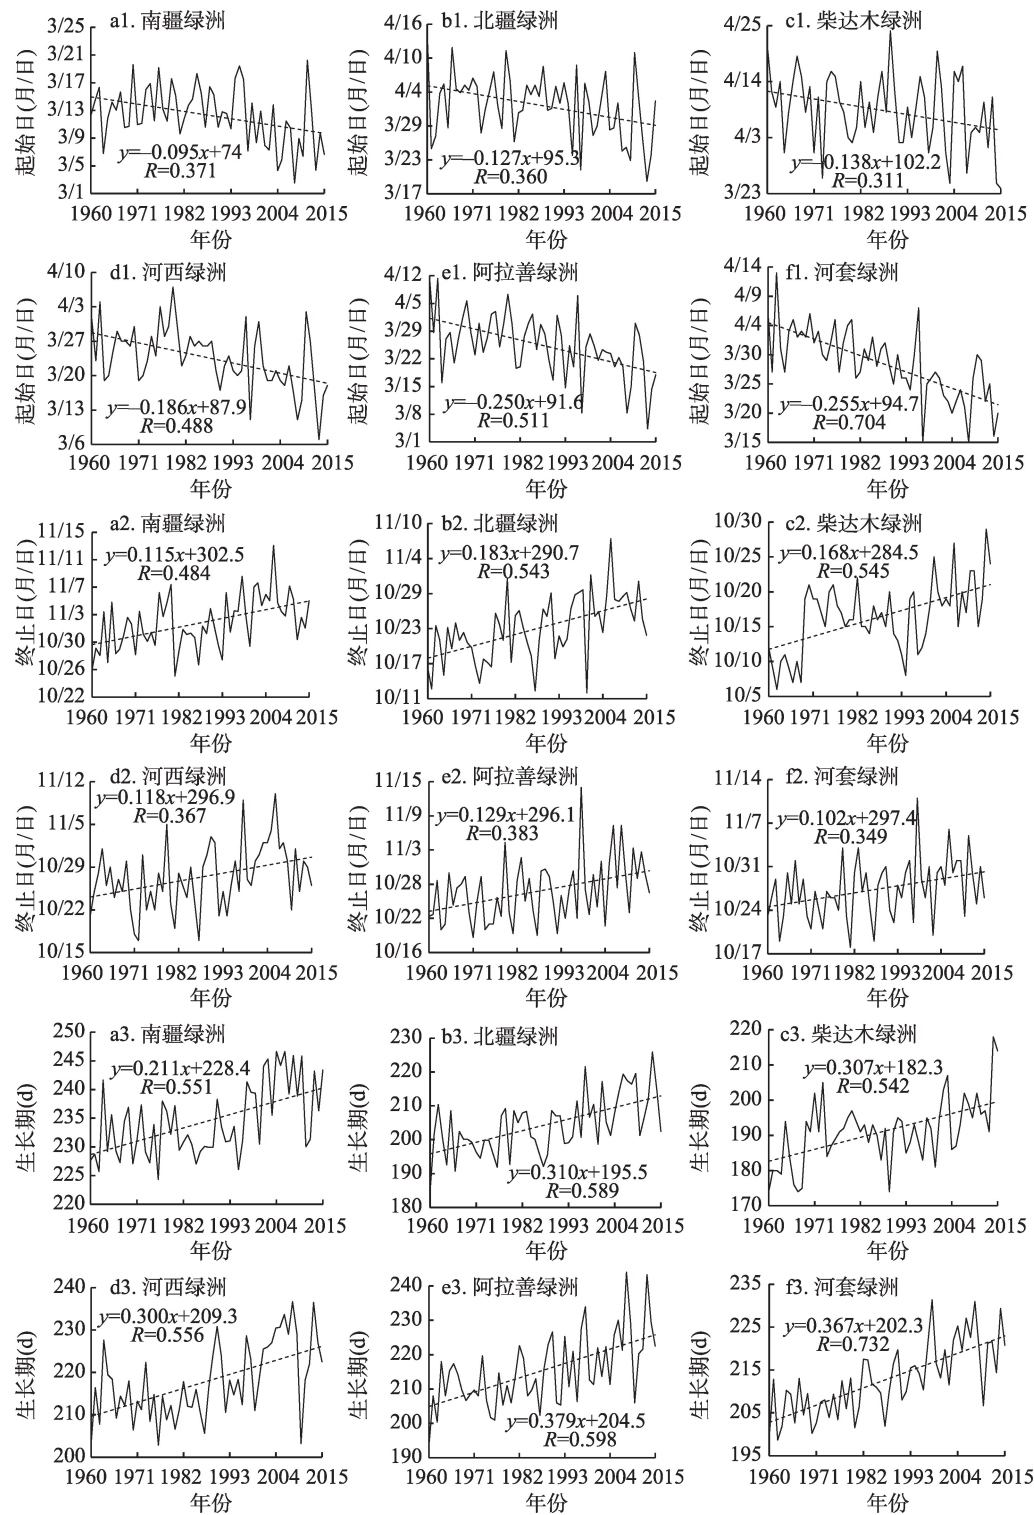 a1. 南疆绿洲
起始日(月/日)
3/25
3/21
3/17
3/13
3/9
3/5
3/1
y=–0.095x+74
R=0.371
1960 1971 1982 1993 2004 2015
年份
b1. 北疆绿洲
起始日(月/日)
4/16
4/10
4/4
3/29
3/23
3/17
y=–0.127x+95.3
R=0.360
1960 1971 1982 1993 2004 2015
年份
c1. 柴达木绿洲
起始日(月/日)
4/25
4/14
4/3
3/23
y=–0.138x+102.2
R=0.311
1960 1971 1982 1993 2004 2015
年份
d1. 河西绿洲
起始日(月/日)
4/10
4/3
3/27
3/20
3/13
3/6
y=–0.186x+87.9
R=0.488
1960 1971 1982 1993 2004 2015
年份
e1. 阿拉善绿洲
起始日(月/日)
4/12
4/5
3/29
3/22
3/15
3/8
3/1
y=–0.250x+91.6
R=0.511
1960 1971 1982 1993 2004 2015
年份
f1. 河套绿洲
起始日(月/日)
4/14
4/9
4/4
3/30
3/25
3/20
3/15
y=–0.255x+94.7
R=0.704
1960 1971 1982 1993 2004 2015
年份
a2. 南疆绿洲
终止日(月/日)
11/15
11/11
11/7
11/3
10/30
10/26
10/22
y=0.115x+302.5
R=0.484
1960 1971 1982 1993 2004 2015
年份
b2. 北疆绿洲
终止日(月/日)
11/10
11/4
10/29
10/23
10/17
10/11
y=0.183x+290.7
R=0.543
1960 1971 1982 1993 2004 2015
年份
c2. 柴达木绿洲
终止日(月/日)
10/30
10/25
10/20
10/15
10/10
10/5
y=0.168x+284.5
R=0.545
1960 1971 1982 1993 2004 2015
年份
d2. 河西绿洲
终止日(月/日)
11/12
11/5
10/29
10/22
10/15
y=0.118x+296.9
R=0.367
1960 1971 1982 1993 2004 2015
年份
e2. 阿拉善绿洲
终止日(月/日)
11/15
11/9
11/3
10/28
10/22
10/16
y=0.129x+296.1
R=0.383
1960 1971 1982 1993 2004 2015
年份
f2. 河套绿洲
终止日(月/日)
11/14
11/7
10/31
10/24
10/17
y=0.102x+297.4
R=0.349
1960 1971 1982 1993 2004 2015
年份
a3. 南疆绿洲
生长期(d)
250
245
240
235
230
225
220
y=0.211x+228.4
R=0.551
1960 1971 1982 1993 2004 2015
年份
b3. 北疆绿洲
生长期(d)
230
220
210
200
190
180
y=0.310x+195.5
R=0.589
1960 1971 1982 1993 2004 2015
年份
c3. 柴达木绿洲
生长期(d)
220
210
200
190
180
170
y=0.307x+182.3
R=0.542
1960 1971 1982 1993 2004 2015
年份
d3. 河西绿洲
生长期(d)
240
230
220
210
200
y=0.300x+209.3
R=0.556
1960 1971 1982 1993 2004 2015
年份
e3. 阿拉善绿洲
生长期(d)
240
230
220
210
200
190
y=0.379x+204.5
R=0.598
1960 1971 1982 1993 2004 2015
年份
f3. 河套绿洲
生长期(d)
235
225
215
205
195
y=0.367x+202.3
R=0.732
1960 1971 1982 1993 2004 2015
年份